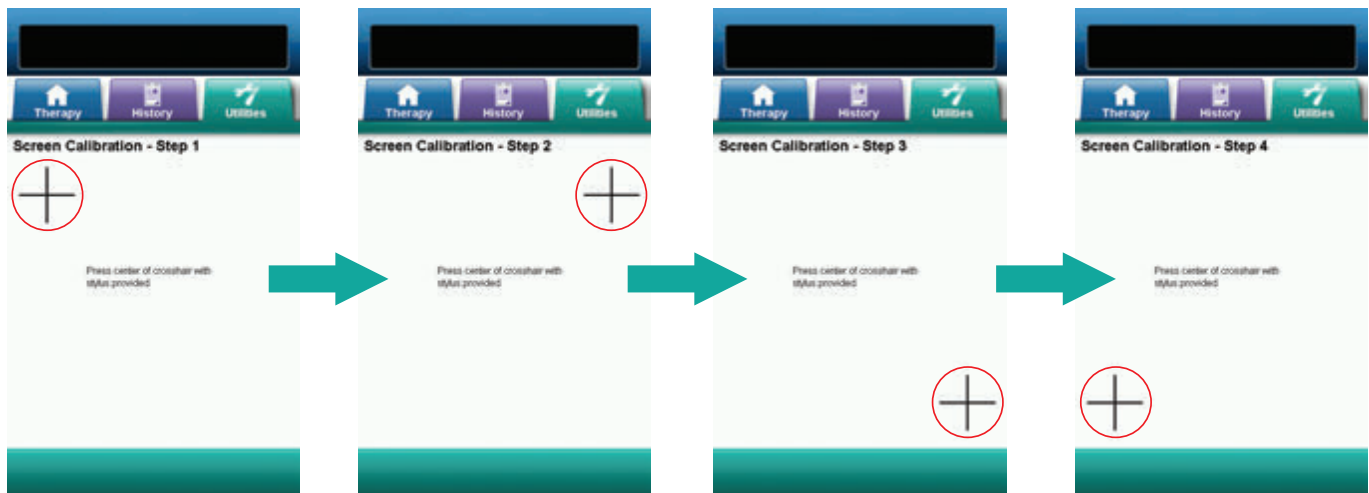 Therapy
History
Utilities
Screen Calibration - Step 1
Press center of crosshair with
stylus provided
Therapy
History
Utilities
Screen Calibration - Step 2
Press center of crosshair with
stylus provided
Therapy
History
Utilities
Screen Calibration - Step 3
Press center of crosshair with
stylus provided
Therapy
History
Utilities
Screen Calibration - Step 4
Press center of crosshair with
stylus provided